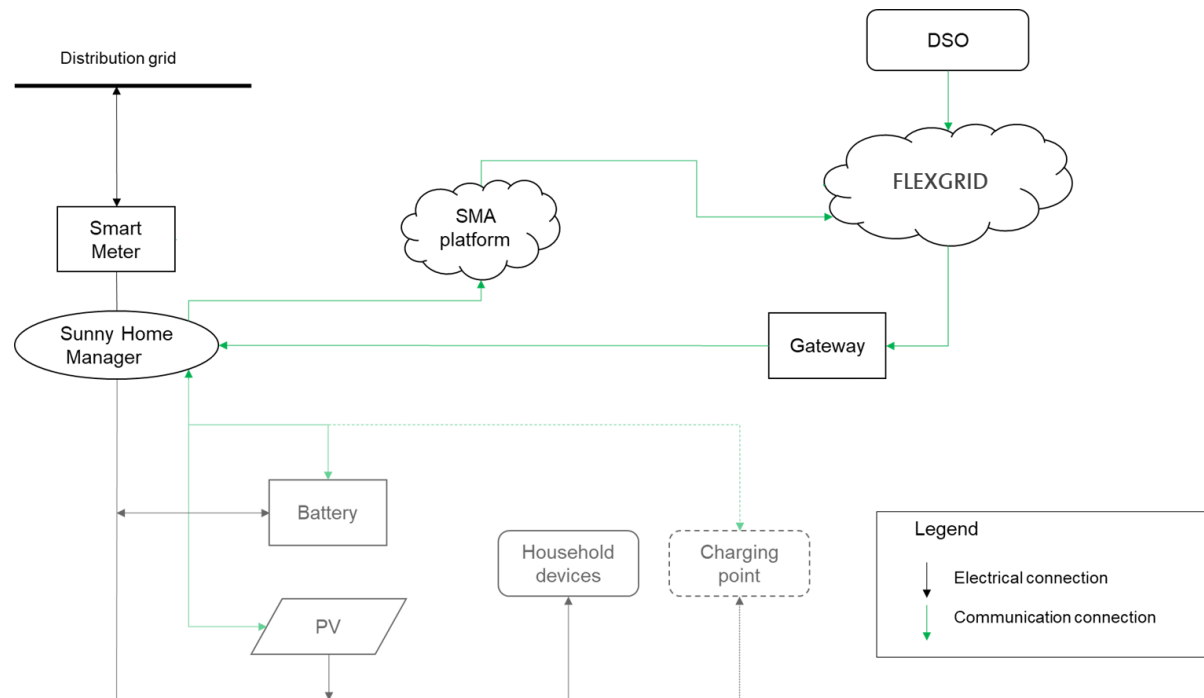 DSO
Distribution grid
FLEXGRID
SMA
platform
Smart
Meter
Sunny Home
Manager
Gateway
Battery
Household
devices
Charging
point
PV
Legend
Electrical connection
Communication connection